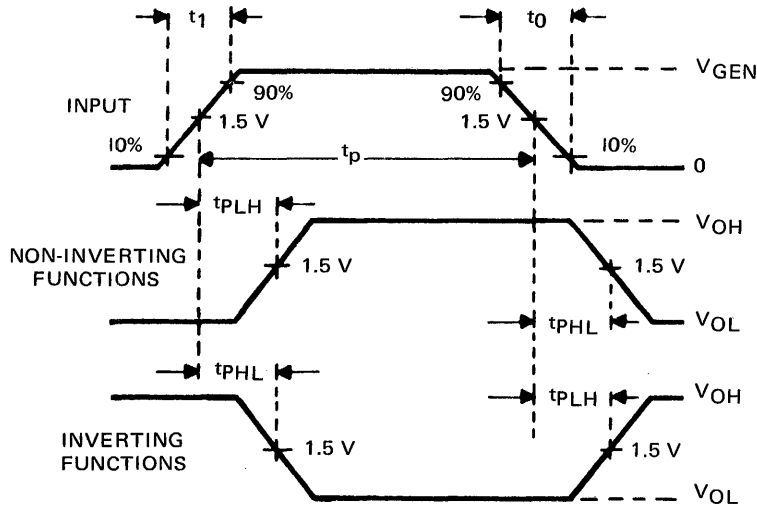 t1
t0
VGEN
INPUT
90%
90%
1.5 V
1.5 V
10%
10%
tp
0
tPLH
VOH
NON-INVERTING
FUNCTIONS
1.5 V
1.5 V
tPHL
VOL
tPHL
tPLH
VOH
INVERTING
FUNCTIONS
1.5 V
1.5 V
VOL